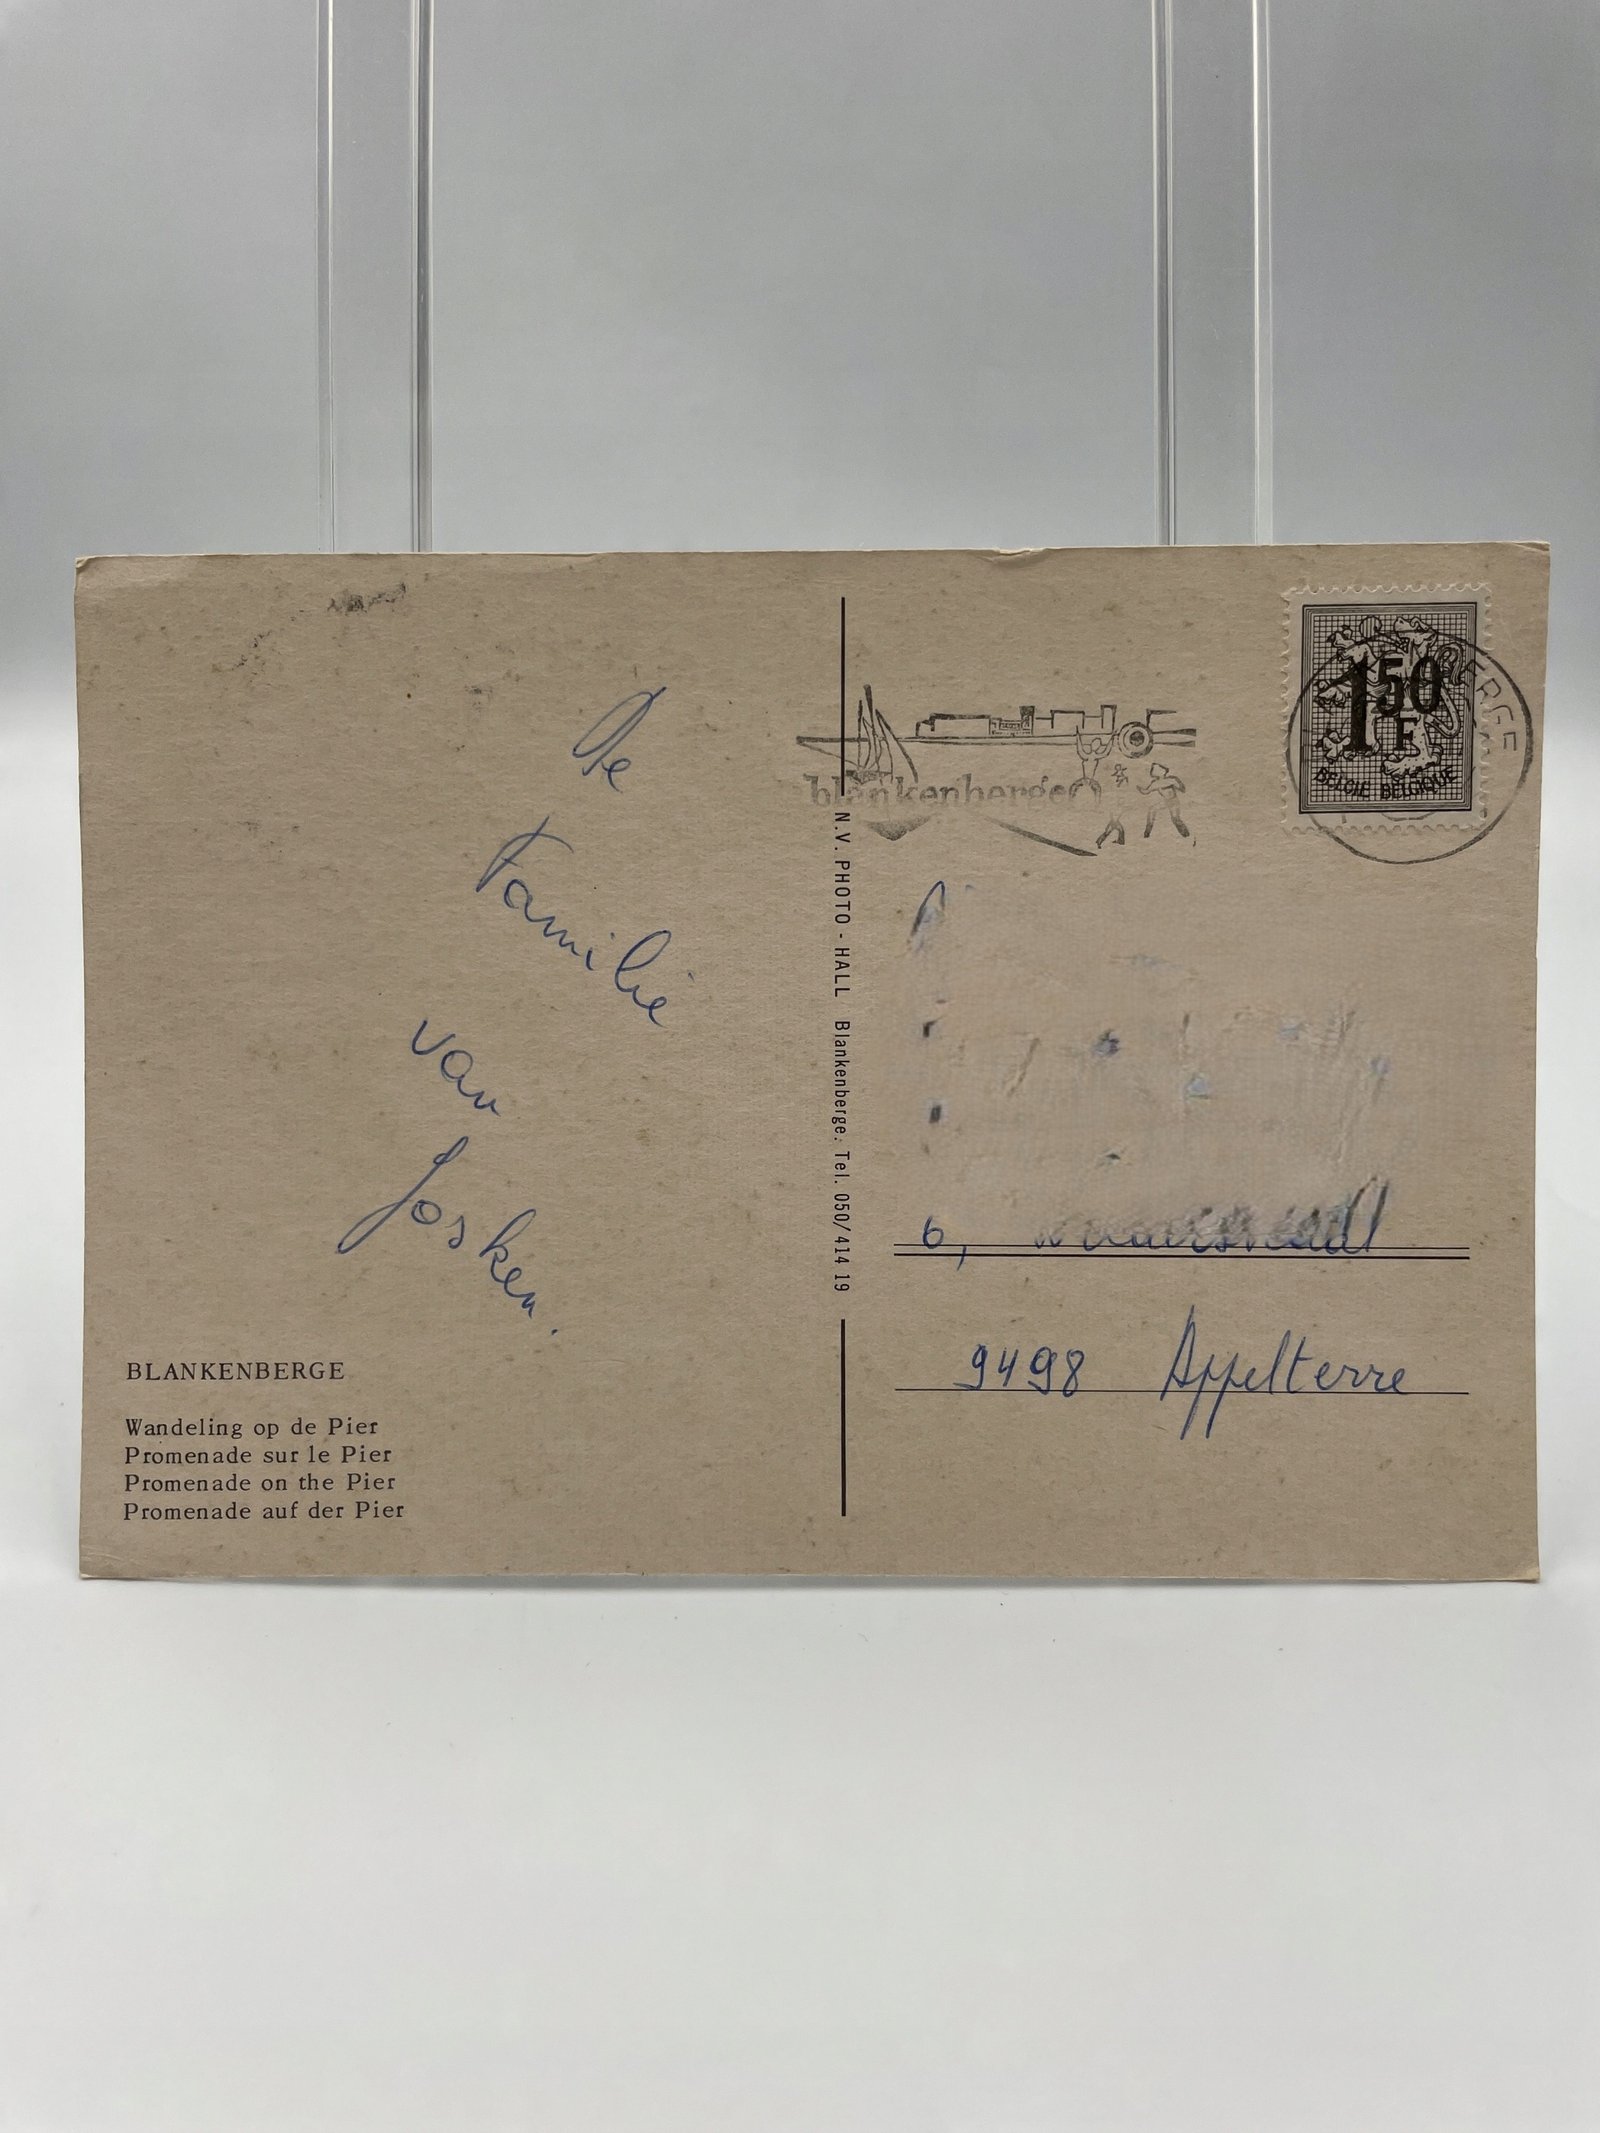 De
Familie
van
Josken.
BLANKENBERGE
Wandeling op de Pier
Promenade sur le Pier
Promenade on the Pier
Promenade auf der Pier
N.V. PHOTO - HALL Blankenberge. Tel. 050/414 19
blankenberge
1 50 F
BELGIE BELGIQUE
BERGE
6,
9498 Appelterre